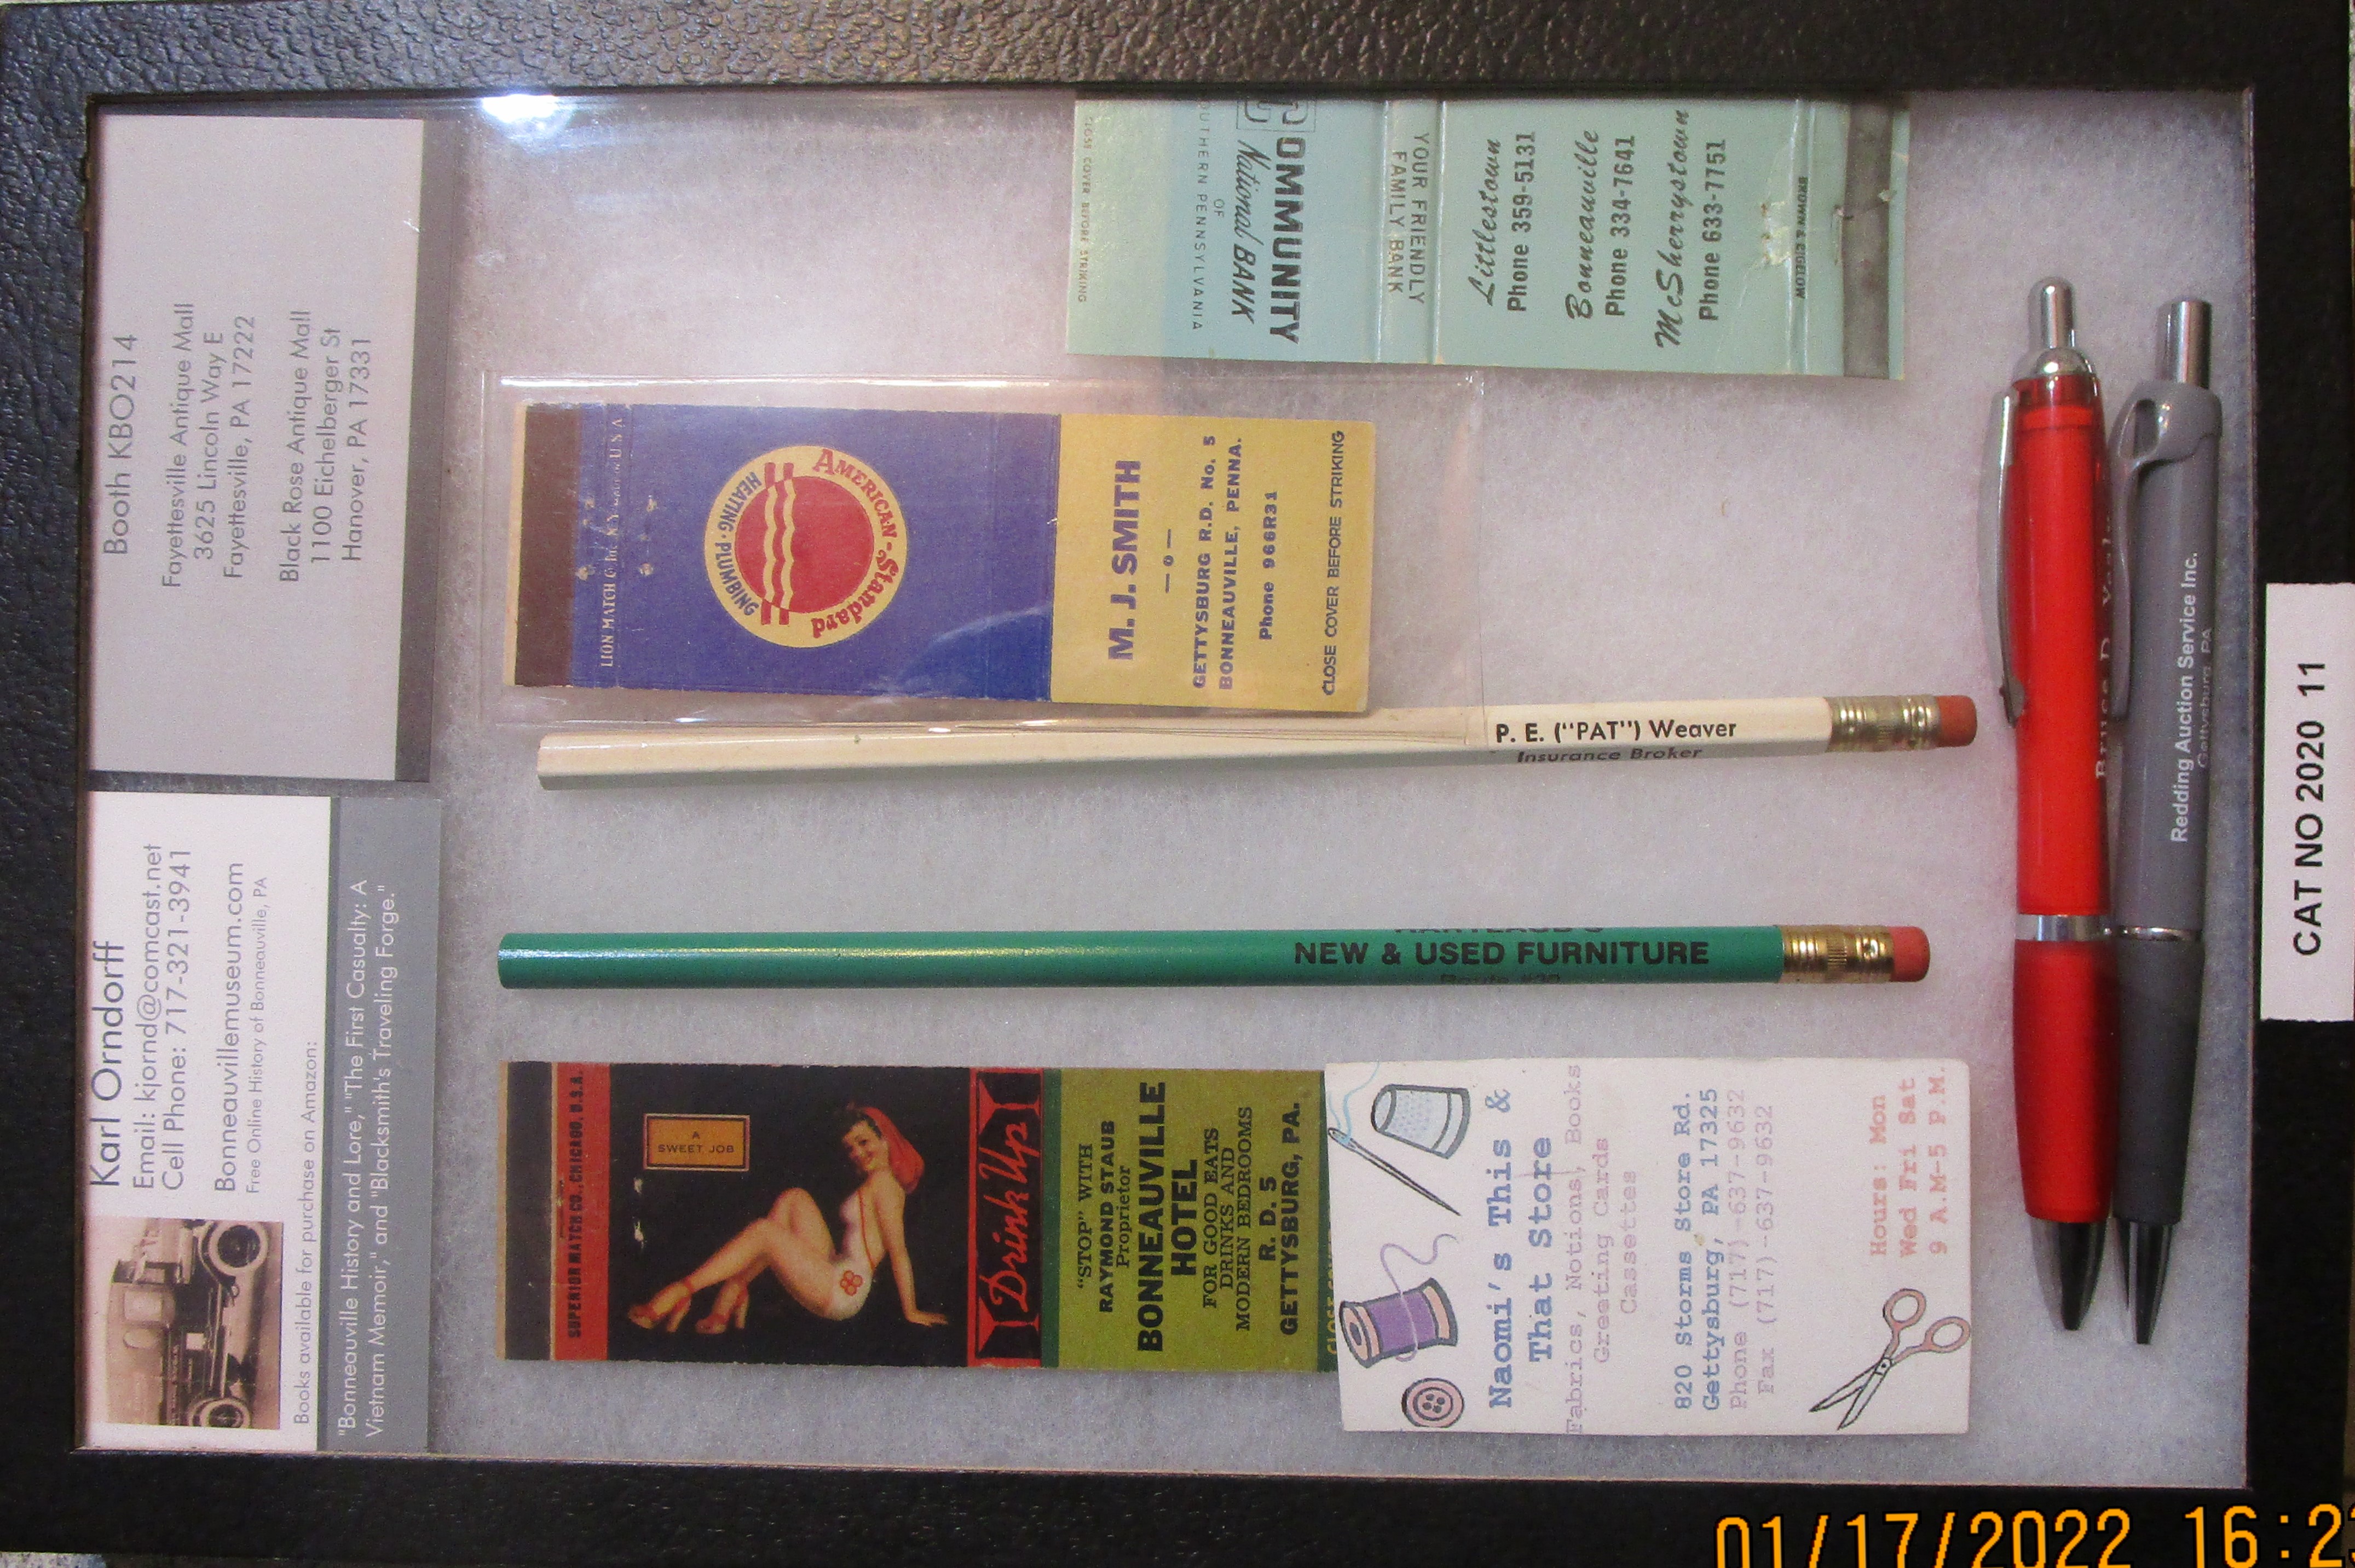 Karl Orndorff
Email: kjornd@comcast.net
Cell Phone: 717-321-3941
Bonneauvillemuseum.com
Free Online History of Bonneauville, PA
Books available for purchase on Amazon:
"Bonneauville History and Lore," "The First Casualty: A
Vietnam Memoir," and "Blacksmith's Traveling Forge."
Booth KBO214
Fayettesville Antique Mall
3625 Lincoln Way E
Fayettesville, PA 17222
Black Rose Antique Mall
1100 Eichelberger St
Hanover, PA 17331
SUPERIOR MATCH CO., CHICAGO, U.S.A.
A
SWEET JOB
Drink Up
"STOP" WITH
RAYMOND STAUB
Proprietor
BONNEAUVILLE
HOTEL
FOR GOOD EATS
DRINKS AND
MODERN BEDROOMS
R. D. 5
GETTYSBURG, PA.
Naomi's This &
That Store
Fabrics, Notions, Books
Greeting Cards
Cassettes
820 Storms Store Rd.
Gettysburg, PA 17325
Phone (717)-637-9632
Fax (717)-637-9632
Hours: Mon
Wed Fri Sat
9 A.M-5 P.M.
NEW & USED FURNITURE
P. E. ("PAT") Weaver
Insurance Broker
LION MATCH U S A
HEATING · PLUMBING
AMERICAN-Standard
M. J. SMITH
— o —
GETTYSBURG R.D. No. 5
BONNEAUVILLE, PENNA.
Phone 966R31
CLOSE COVER BEFORE STRIKING
CLOSE COVER BEFORE STRIKING
OUTHERN PENNSYLVANIA
OF
National BANK
OMMUNITY
YOUR FRIENDLY
FAMILY BANK
Littlestown
Phone 359-5131
Bonneauville
Phone 334-7641
McSherrystown
Phone 633-7751
BROWN & BIGELOW
Redding Auction Service Inc.
Gettysburg, PA
CAT NO 2020 11
01/17/2022 16:23